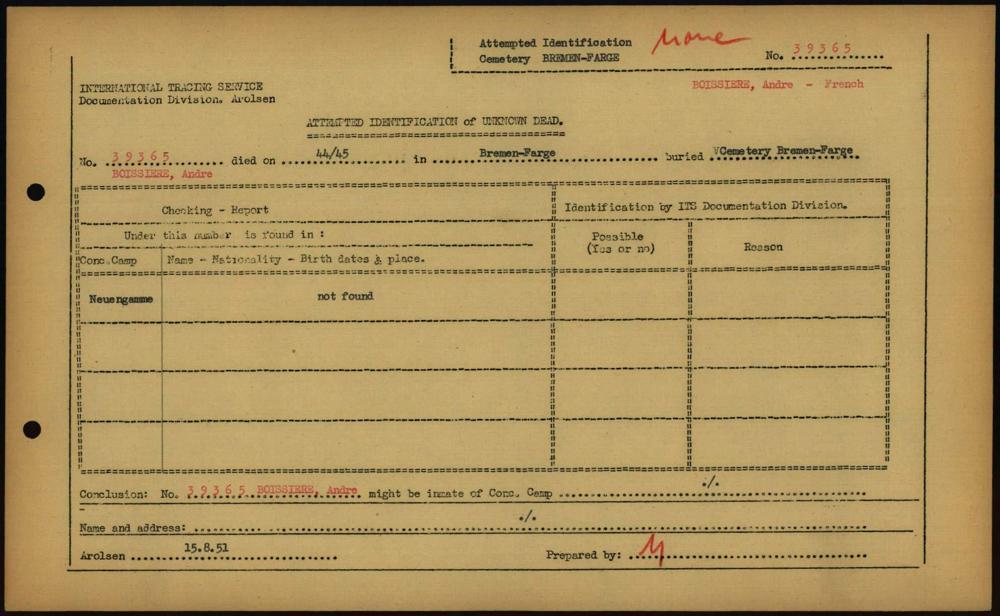 Attempted Identification None
Cemetery BREMEN-FARGE No. 39365
INTERNATIONAL TRACING SERVICE BOISSIERE, Andre - French
Documentation Division. Arolsen
ATTEMPTED IDENTIFICATION of UNKNOWN DEAD.
No. 39365 died on 44/45 in Bremen-Farge buried Cemetery Bremen-Farge
BOISSIERE, Andre
Checking - Report
Identification by ITS Documentation Division.
Under this number is found in :
Possible
(Yes or no)
Reason
Conc.Camp Name - Nationality - Birth dates & place.
Neuengamme not found
Conclusion: No. 39365 BOISSIERE, Andre might be inmate of Conc. Camp ./.
Name and address: ./.
Arolsen 15.8.51 Prepared by: